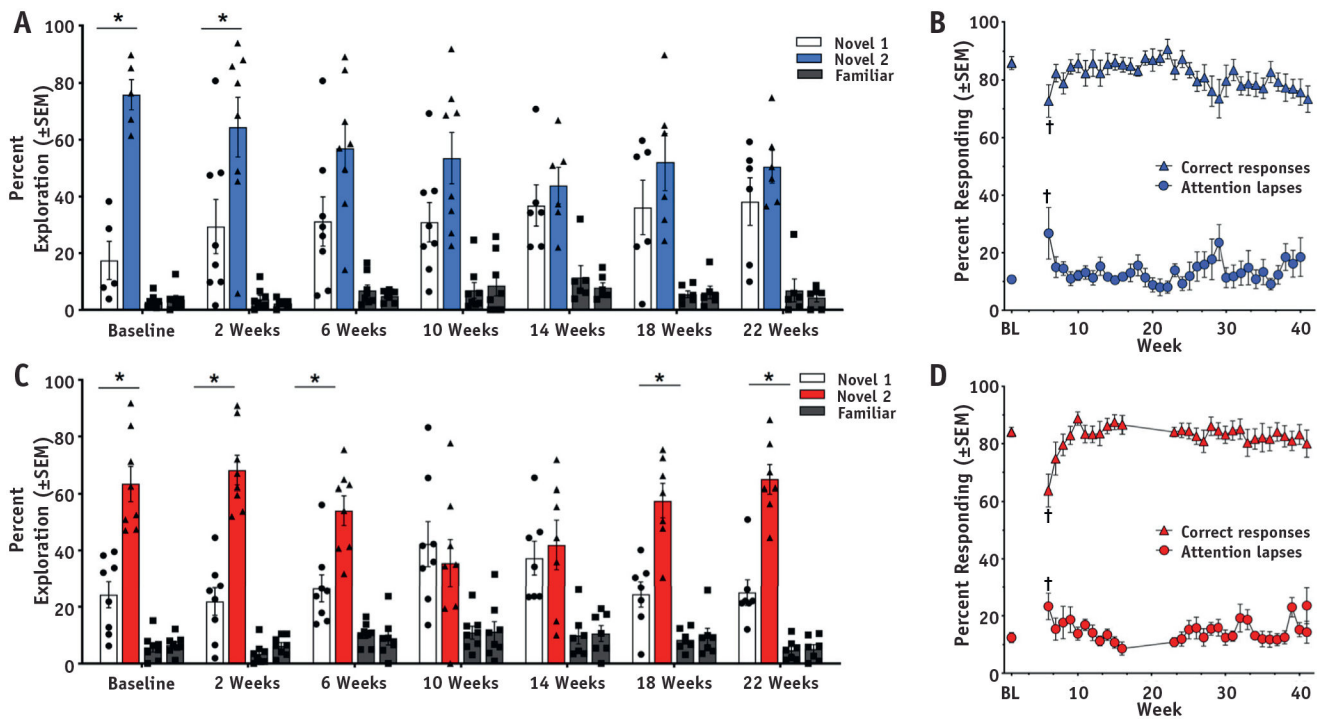 A
Percent
Exploration (±SEM)
100
80
60
40
20
0
*
*
Novel 1
Novel 2
Familiar
Baseline
2 Weeks
6 Weeks
10 Weeks
14 Weeks
18 Weeks
22 Weeks
B
Percent Responding (±SEM)
100
80
60
40
20
0
†
†
Correct responses
Attention lapses
BL
10
20
30
40
Week
C
Percent
Exploration (±SEM)
100
80
60
40
20
0
*
*
*
*
*
Novel 1
Novel 2
Familiar
Baseline
2 Weeks
6 Weeks
10 Weeks
14 Weeks
18 Weeks
22 Weeks
D
Percent Responding (±SEM)
100
80
60
40
20
0
†
†
Correct responses
Attention lapses
BL
10
20
30
40
Week